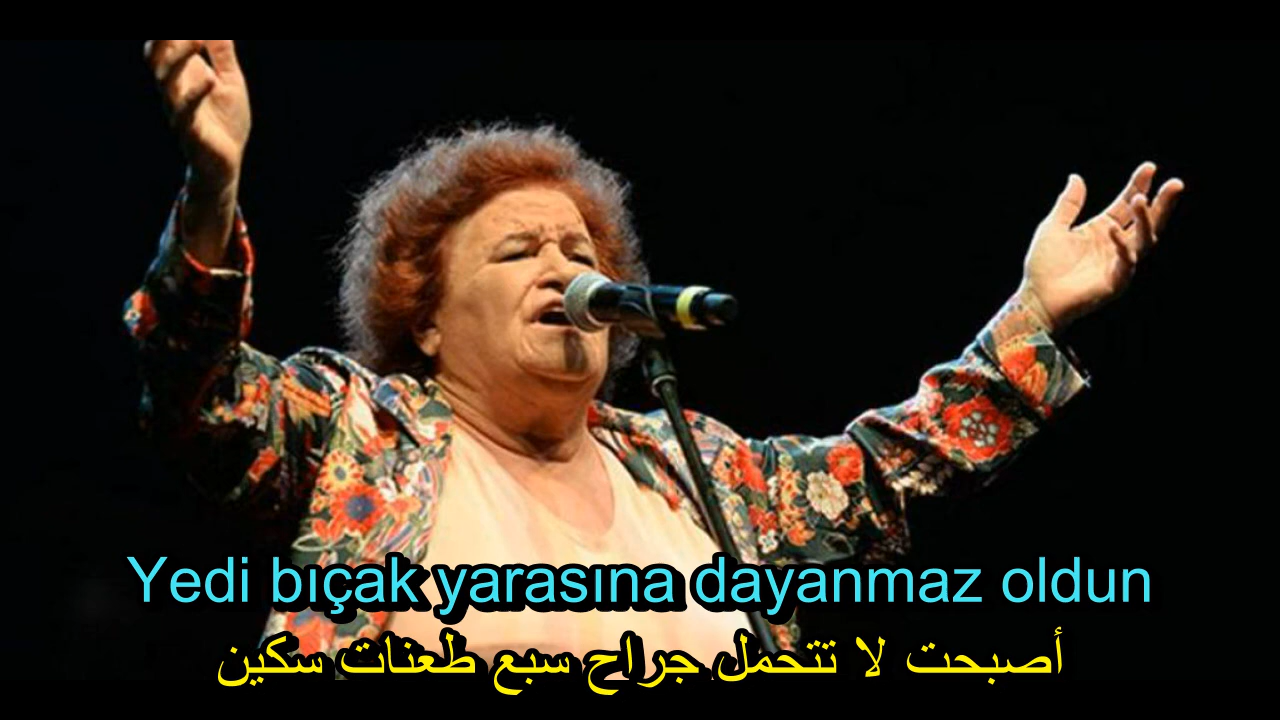 Yedi bıçak yarasına dayanmaz oldun
أصبحت لا تتحمل جراح سبع طعنات سكين